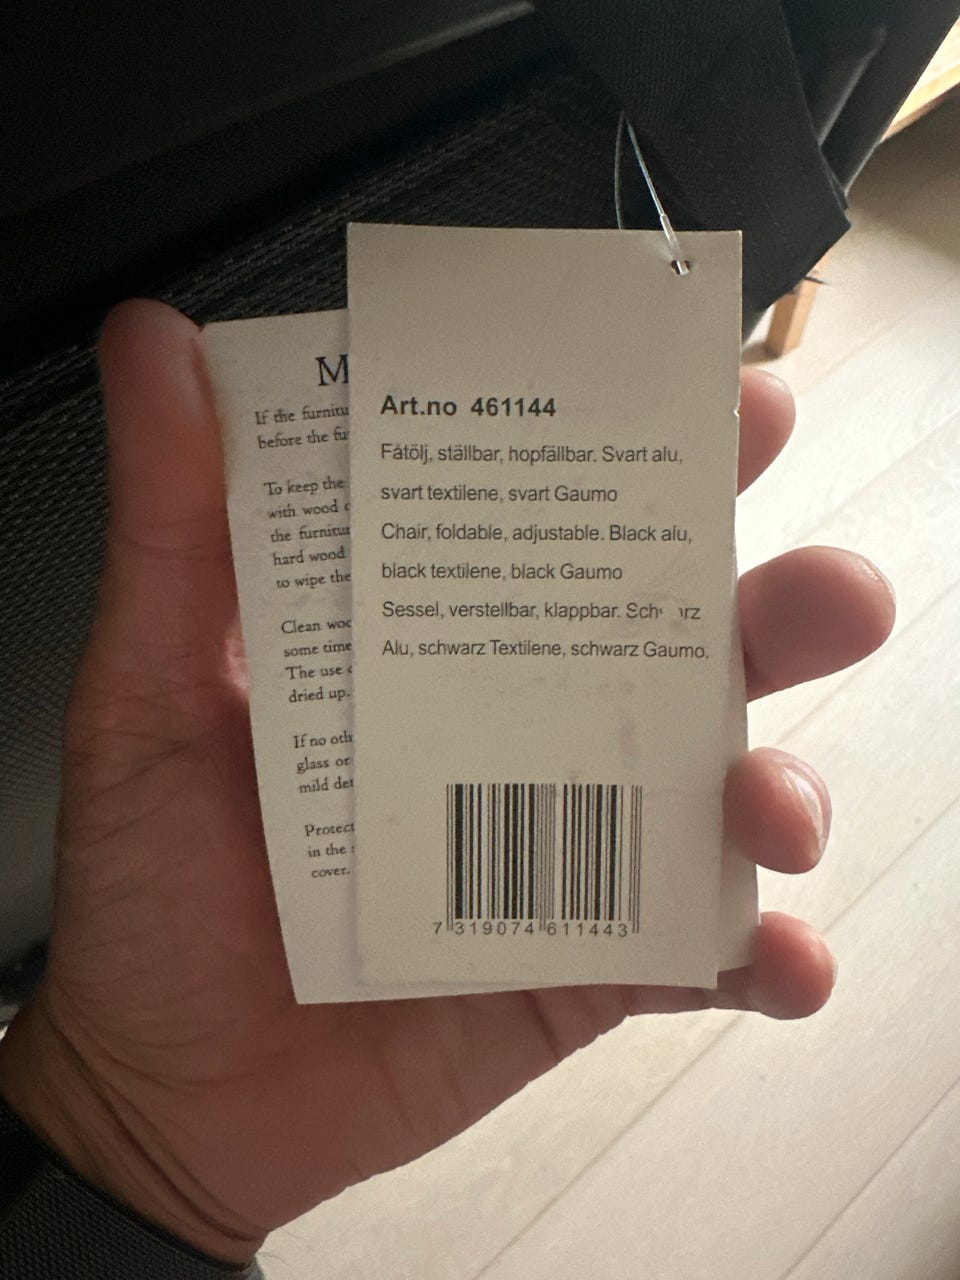 M
If the furnitu
before the fu
To keep the
with wood
the furnitur
hard wood
to wipe the
Clean woo
some time
The use
dried up.
If no oth
glass or
mild det
Protect
in the
cover.
Art.no 461144
Fåtölj, ställbar, hopfällbar. Svart alu,
svart textilene, svart Gaumo
Chair, foldable, adjustable. Black alu,
black textilene, black Gaumo
Sessel, verstellbar, klappbar.
Alu, schwarz Textilene, schwarz Gaumo.
7 319074 611443